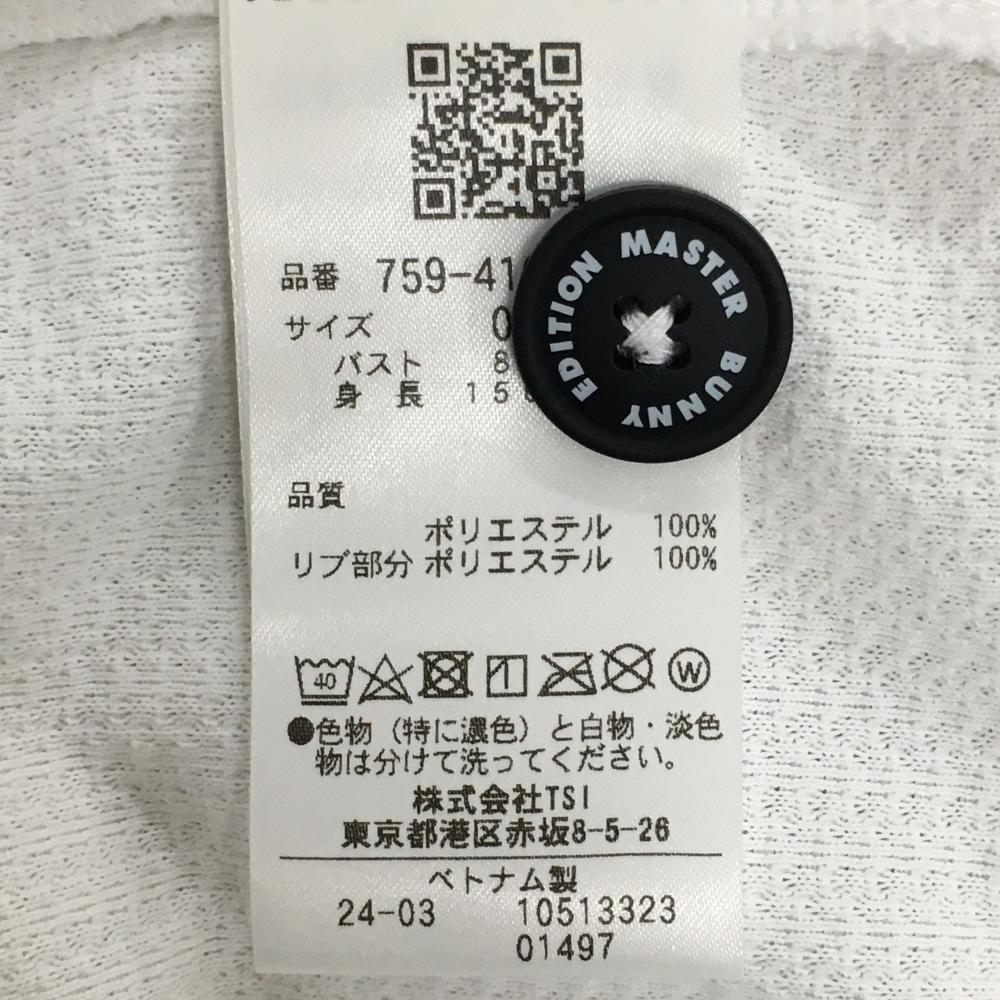 品番 759-41
サイズ 0
バスト 8
身長 15
MASTER BUNNY EDITION
品質
ポリエステル 100%
リブ部分 ポリエステル 100%
40
W
●色物（特に濃色）と白物・淡色
物は分けて洗ってください。
株式会社TSI
東京都港区赤坂8-5-26
ベトナム製
24-03 10513323
01497